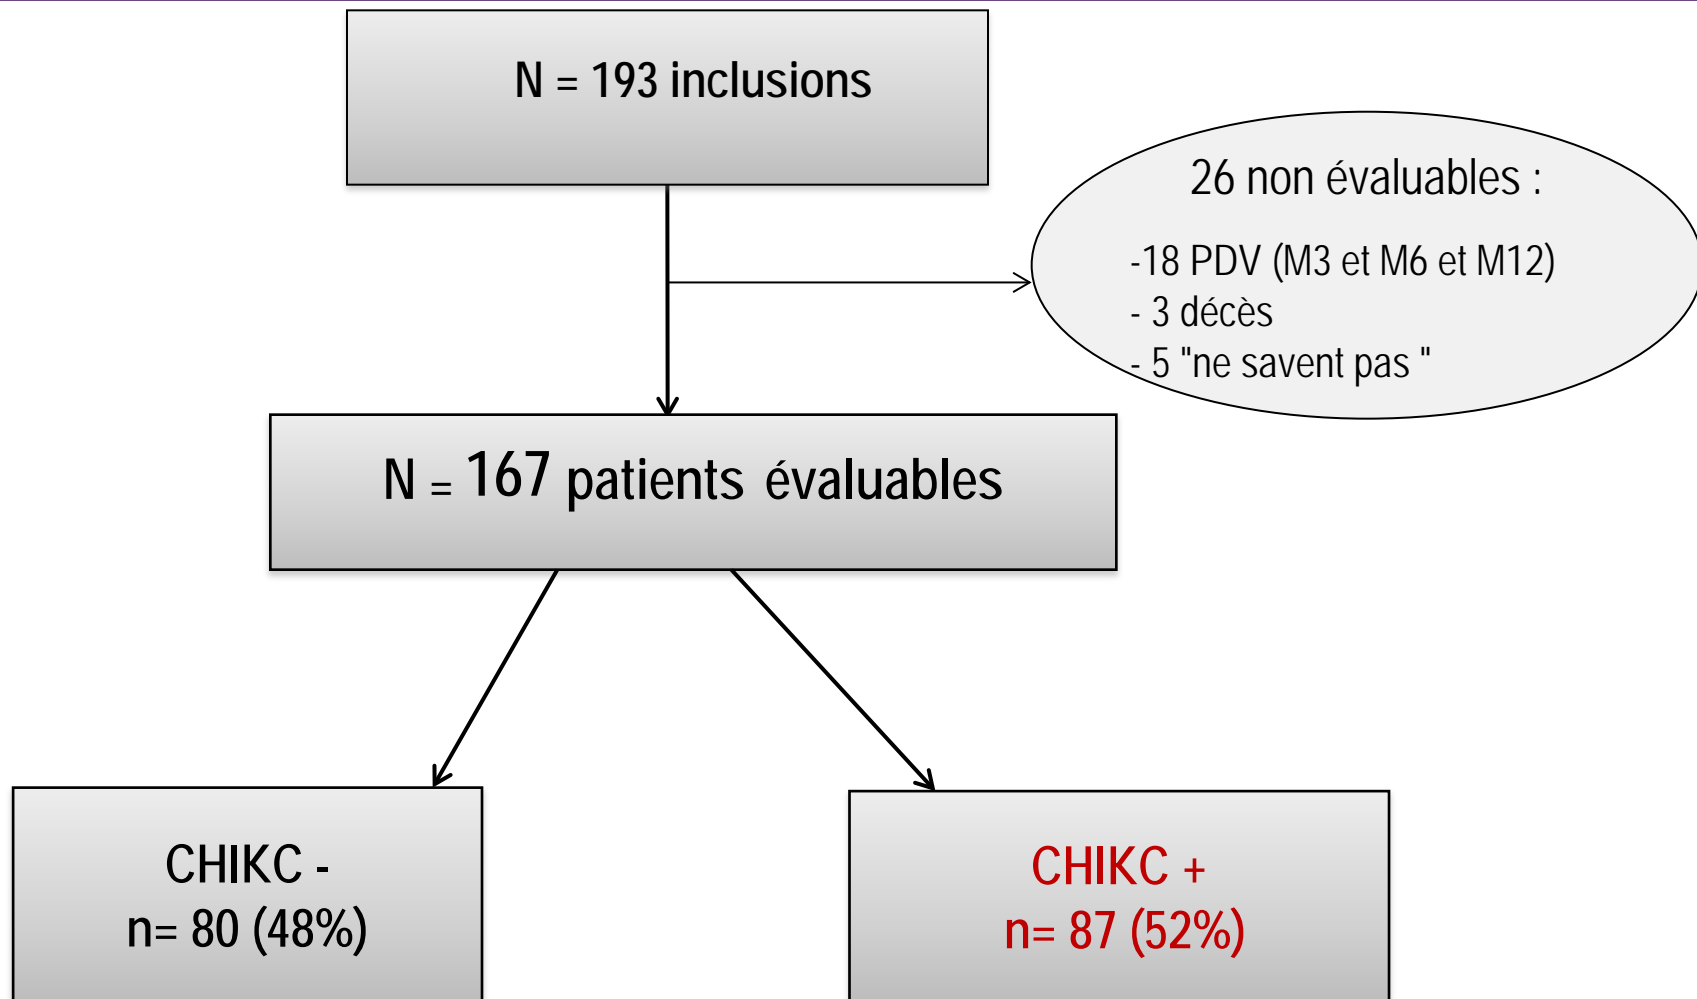 N = 193 inclusions
26 non évaluables :
-18 PDV (M3 et M6 et M12)
- 3 décès
- 5 "ne savent pas "
N = 167 patients évaluables
CHIKC -
n= 80 (48%)
CHIKC +
n= 87 (52%)